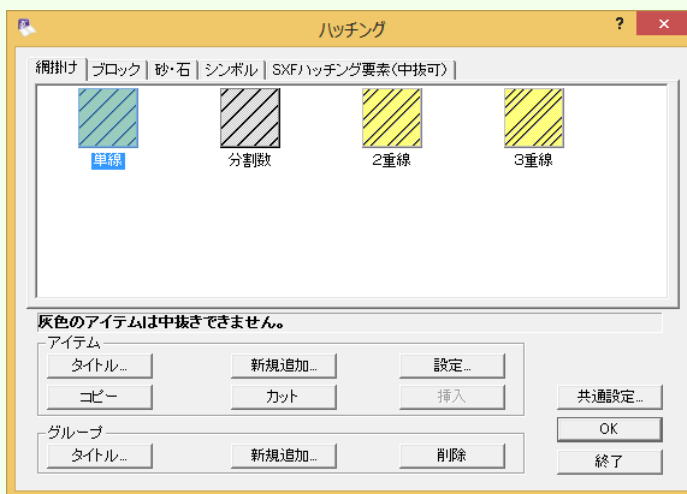 ハッチング
?
×
網掛け ブロック 砂・石 シンボル SXFハッチング要素(中抜可)
単線 分割数 2重線 3重線
灰色のアイテムは中抜きできません。
アイテム
タイトル... 新規追加... 設定...
コピー カット 挿入
共通設定...
グループ
OK
タイトル... 新規追加... 削除
終了